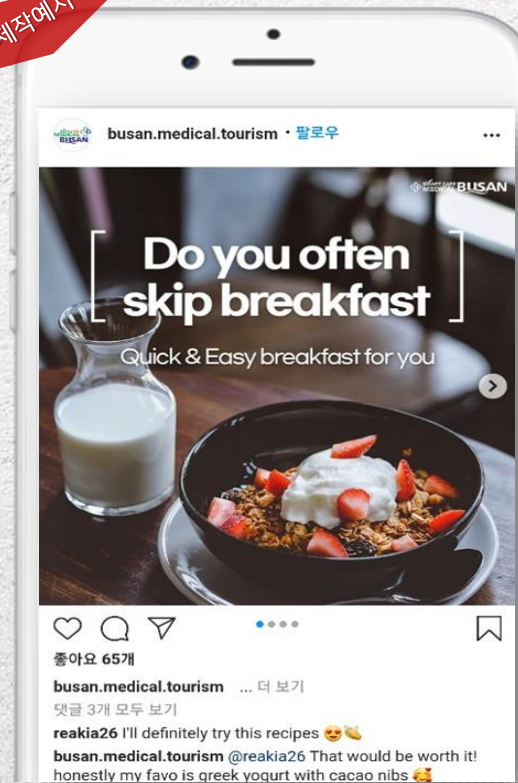 제작예시
busan.medical.tourism • 팔로우
MEDICAL BUSAN
MEDICAL BUSAN
Do you often
skip breakfast
Quick & Easy breakfast for you
좋아요 65개
busan.medical.tourism ... 더 보기
댓글 3개 모두 보기
reakia26 I'll definitely try this recipes 😍👏
busan.medical.tourism @reakia26 That would be worth it!
honestly my favo is greek yogurt with cacao nibs 🥰